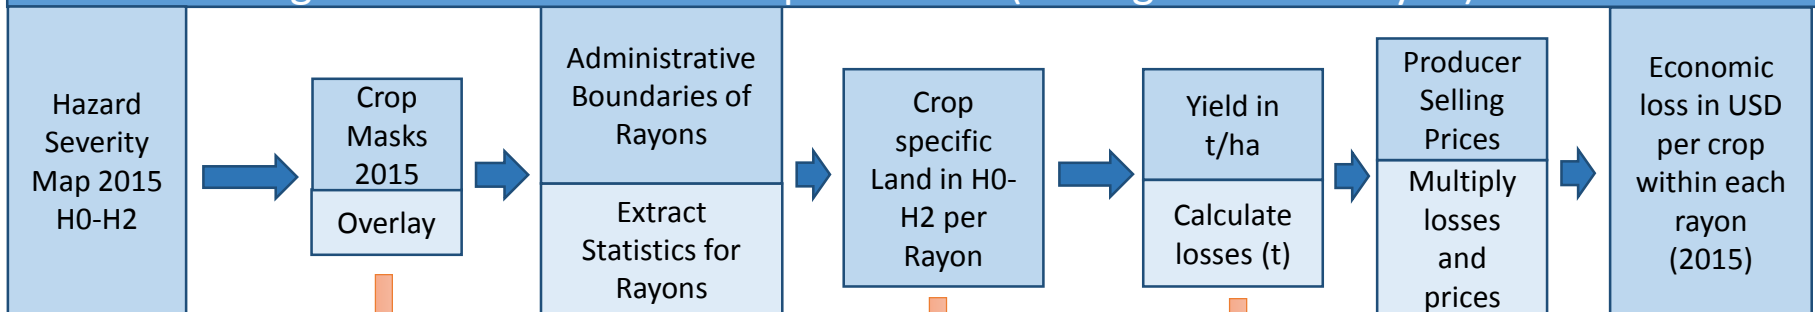 Hazard
Severity
Map 2015
H0-H2
Crop
Masks
2015
Overlay
Administrative
Boundaries of
Rayons
Extract
Statistics for
Rayons
Crop
specific
Land in H0-
H2 per
Rayon
Yield in
t/ha
Calculate
losses (t)
Producer
Selling
Prices
Multiply
losses
and
prices
Economic
loss in USD
per crop
within each
rayon
(2015)